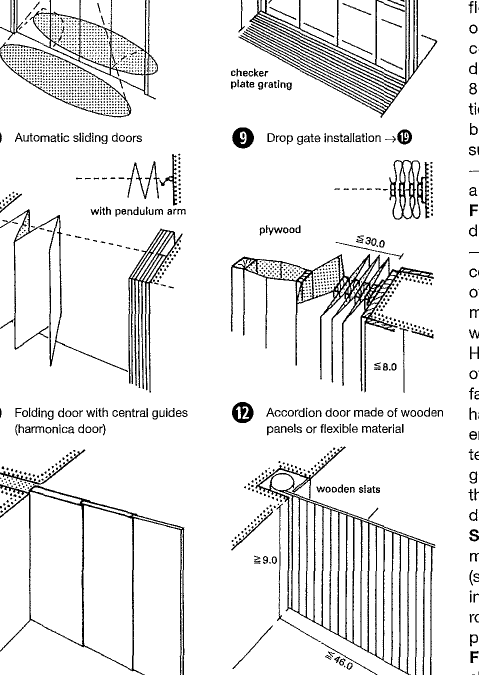 checker
plate grating
Automatic sliding doors
9 Drop gate installation →19
with pendulum arm
plywood
≦30.0
≦8.0
Folding door with central guides
(harmonica door)
12 Accordion door made of wooden
panels or flexible material
wooden slats
≧9.0
≦46.0